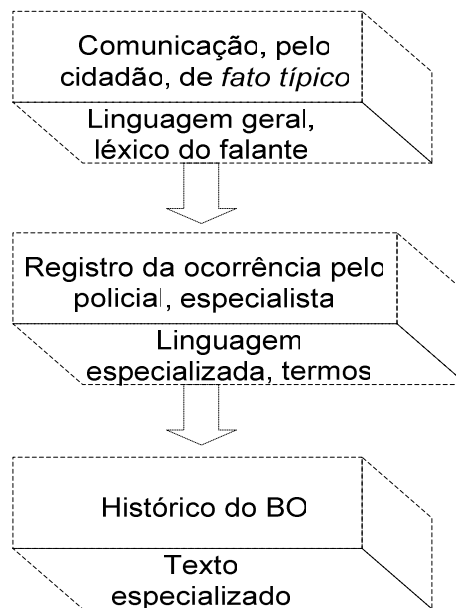 Comunicação, pelo
cidadão, de fato típico
Linguagem geral,
léxico do falante
Registro da ocorrência pelo
policial, especialista
Linguagem
especializada, termos
Histórico do BO
Texto
especializado